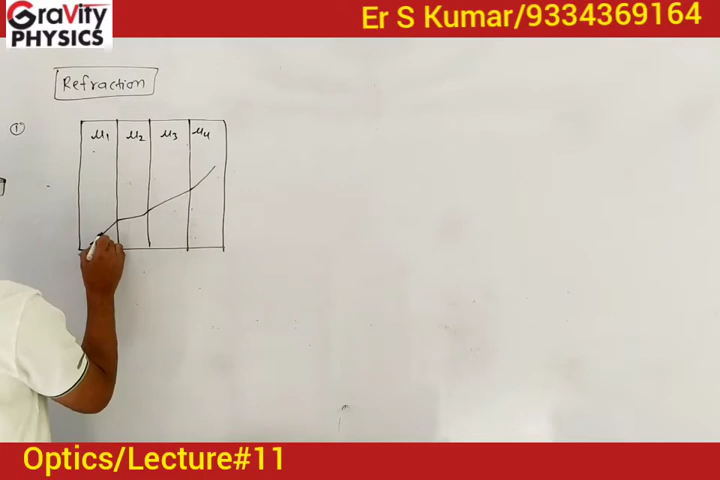 GRavity
PHYSICS
Er S Kumar/9334369164
Refraction
①
μ1 μ2 μ3 μ4
Optics/Lecture#11